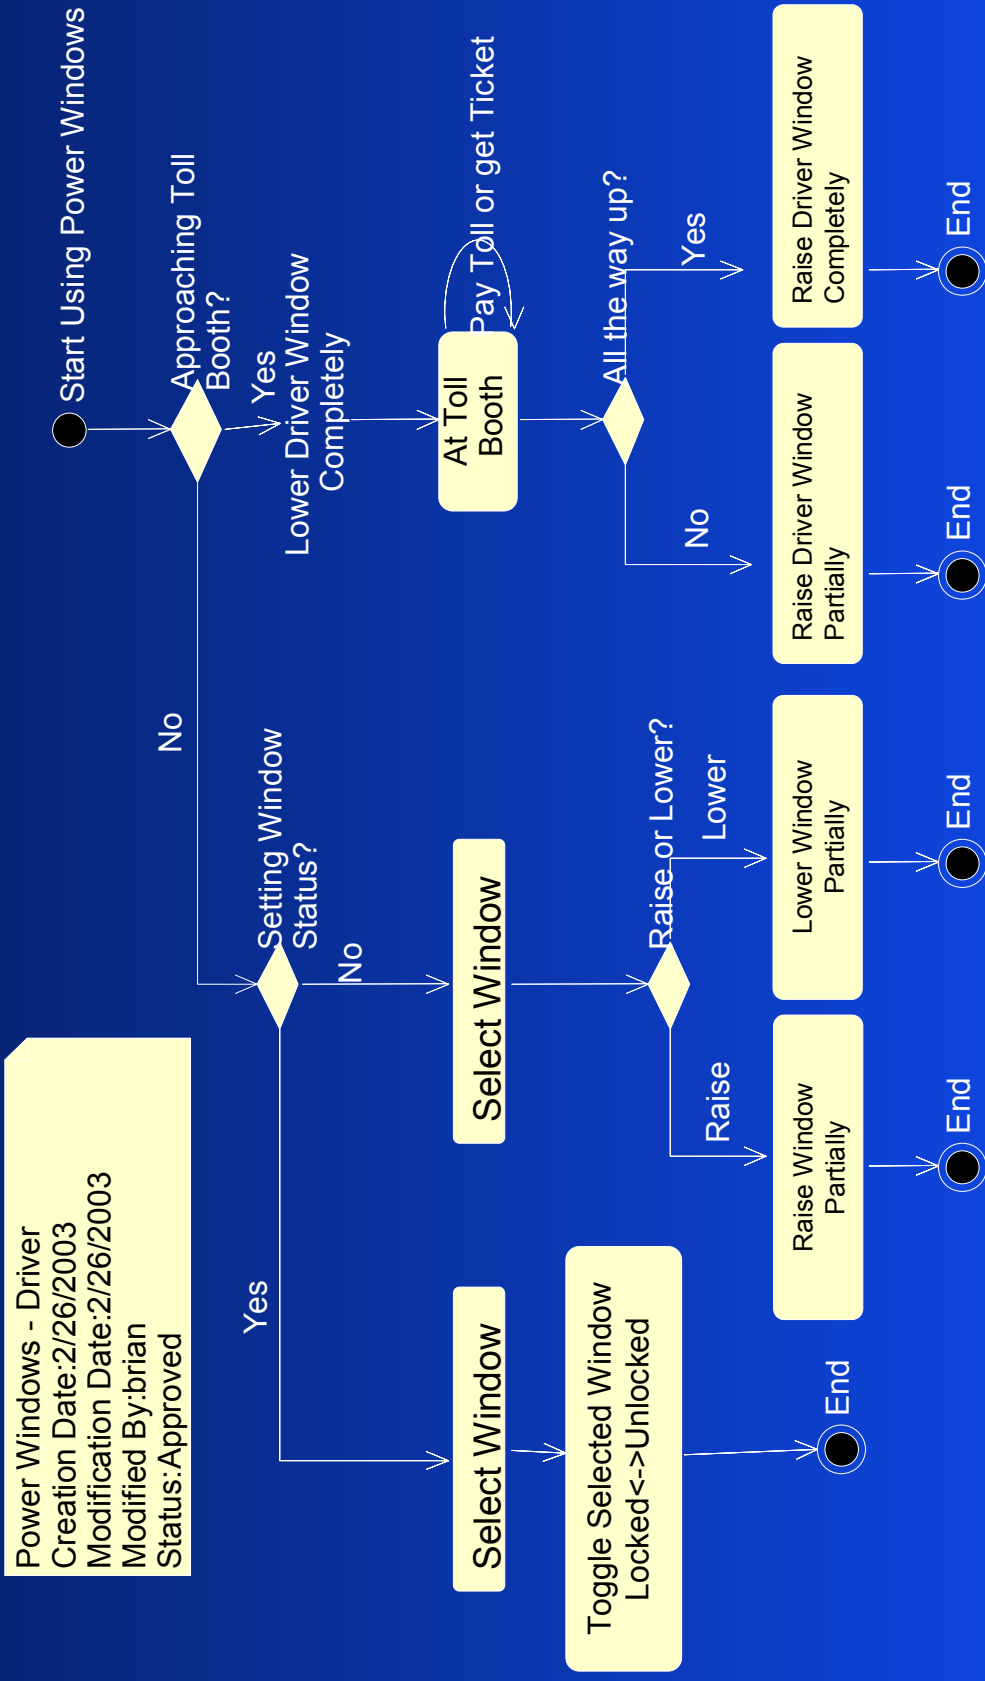 Power Windows - Driver
Creation Date:2/26/2003
Modification Date:2/26/2003
Modified By:brian
Status:Approved
Start Using Power Windows
Approaching Toll
Booth?
No
Yes
Lower Driver Window
Completely
Setting Window
Status?
Yes
No
At Toll
Booth
Pay Toll or get Ticket
Select Window
Select Window
Toggle Selected Window
Locked<->Unlocked
End
Raise or Lower?
Raise
Lower
All the way up?
No
Yes
Raise Window
Partially
Lower Window
Partially
Raise Driver Window
Partially
Raise Driver Window
Completely
End
End
End
End